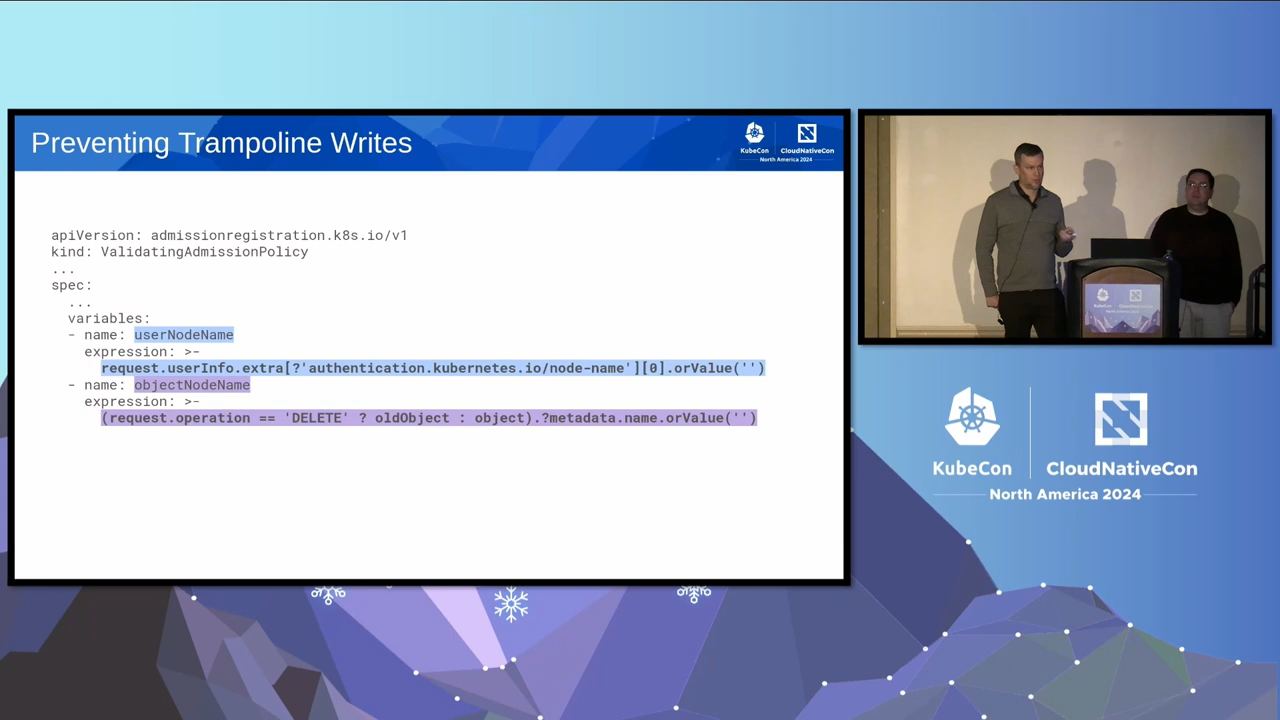 Preventing Trampoline Writes
KubeCon
CloudNativeCon
North America 2024
apiVersion: admissionregistration.k8s.io/v1
kind: ValidatingAdmissionPolicy
...
spec:
...
variables:
- name: userNodeName
expression: >-
request.userInfo.extra[?'authentication.kubernetes.io/node-name'][0].orValue('')
- name: objectNodeName
expression: >-
(request.operation == 'DELETE' ? oldObject : object).?metadata.name.orValue('')
KubeCon
CloudNativeCon
North America 2024